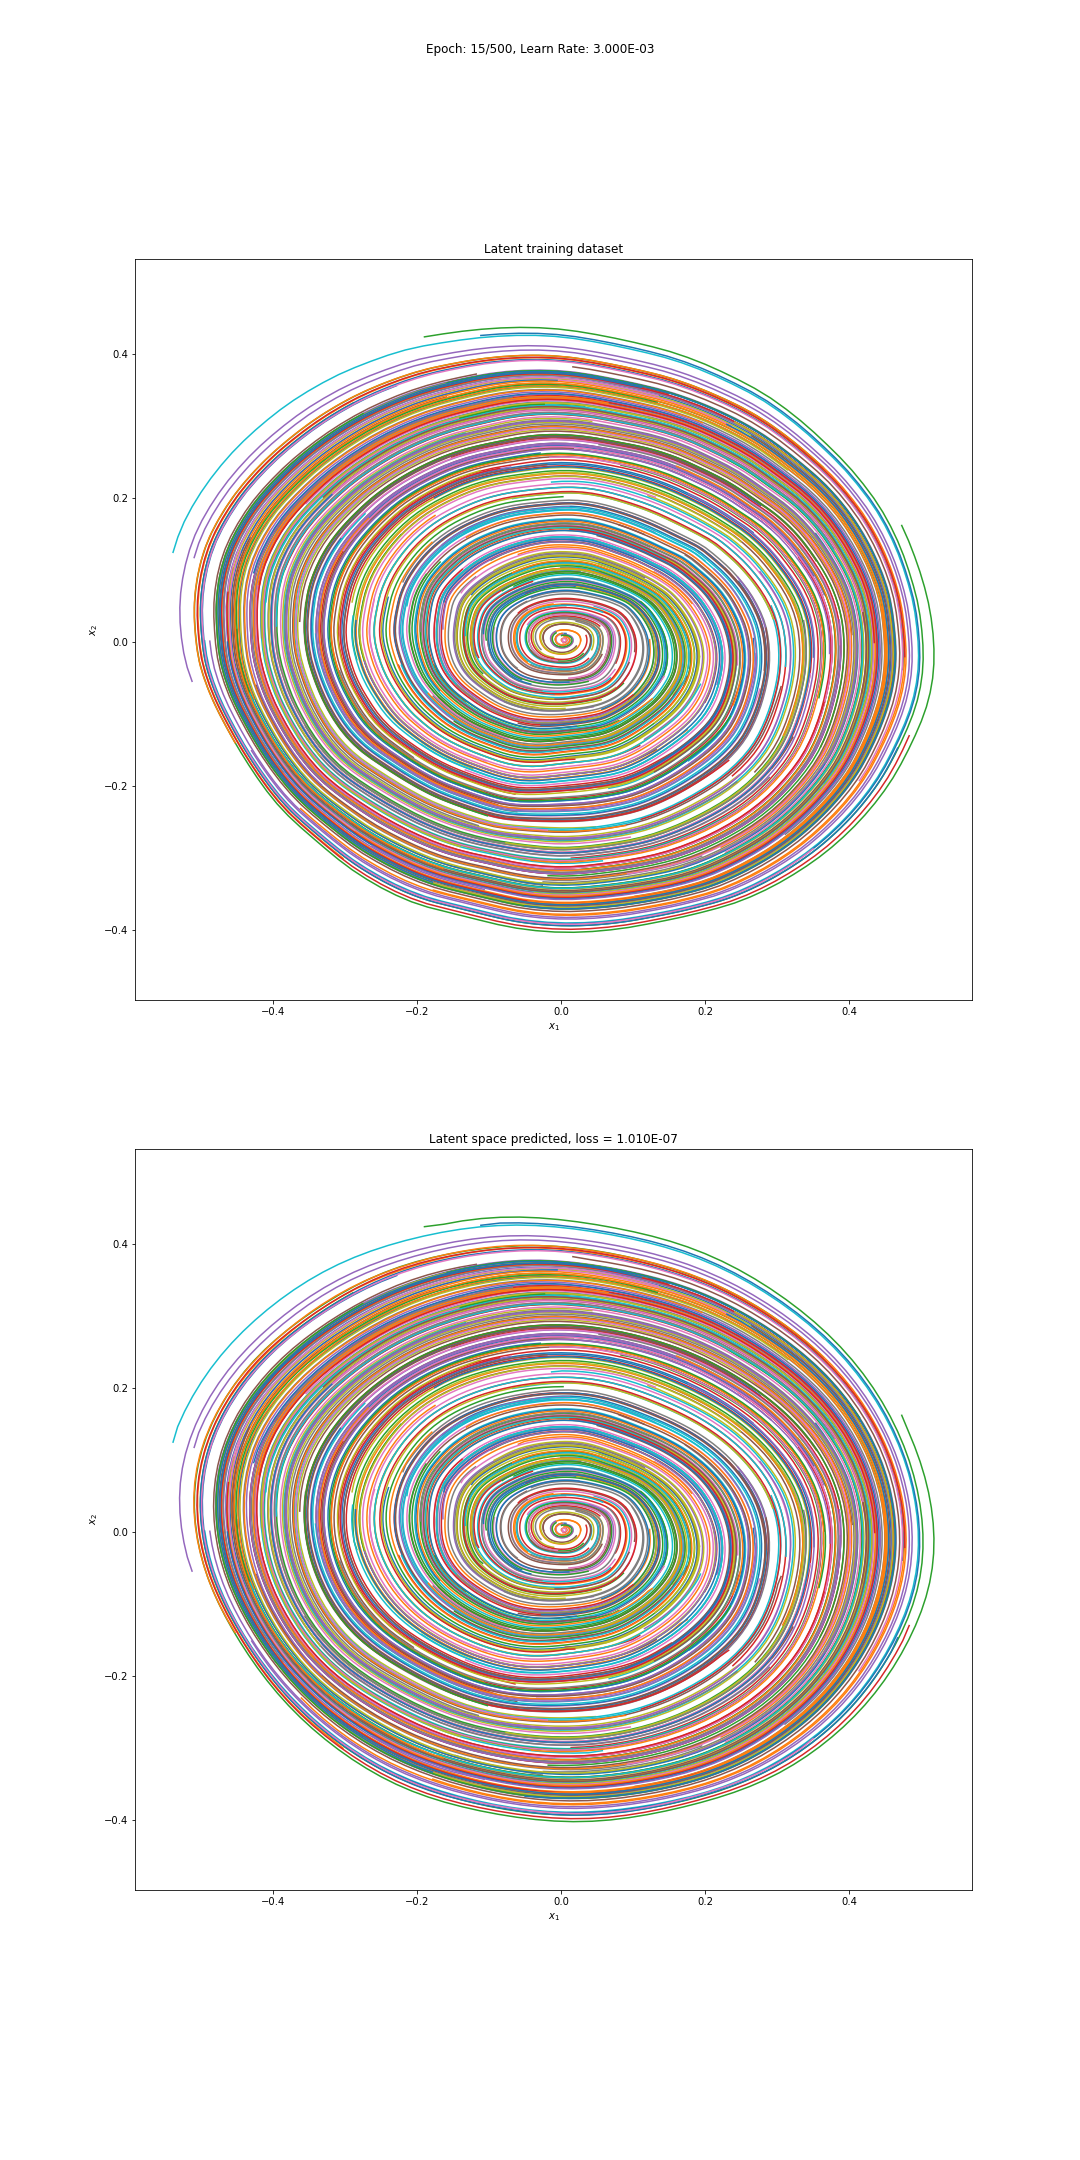 Epoch: 15/500, Learn Rate: 3.000E-03
Latent training dataset
0.4
0.2
0.0
−0.2
−0.4
x₂
−0.4 −0.2 0.0 0.2 0.4
x₁
Latent space predicted, loss = 1.010E-07
0.4
0.2
0.0
−0.2
−0.4
x₂
−0.4 −0.2 0.0 0.2 0.4
x₁